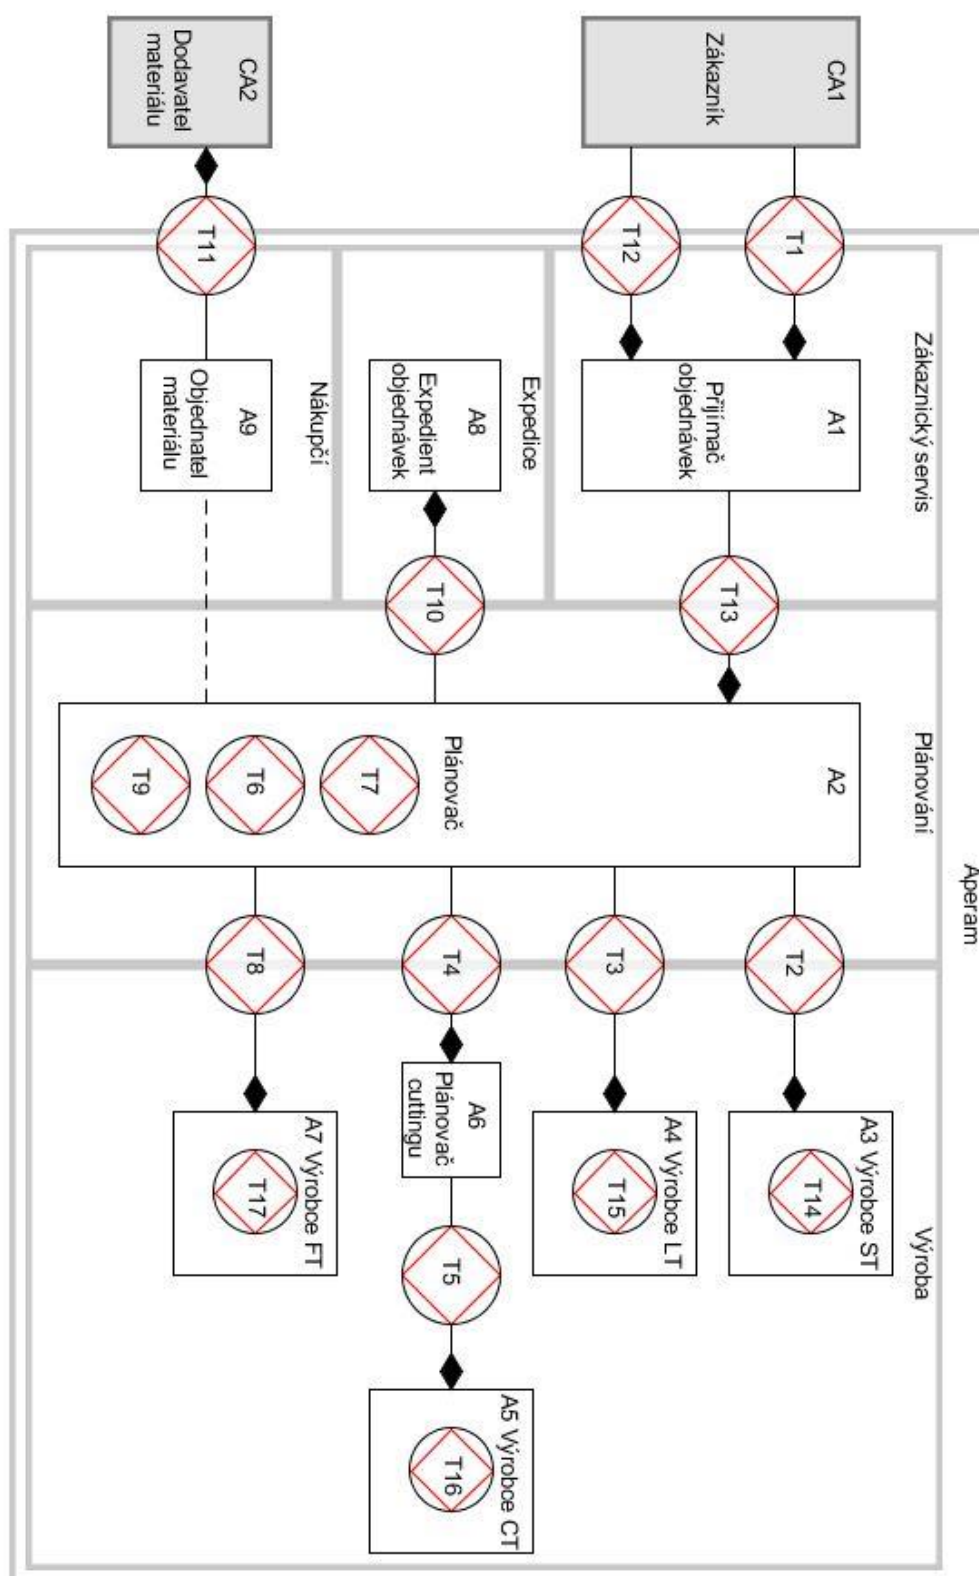 Aperam
Zákaznický servis
Plánování
Výroba
CA1
Zákazník
T1
T12
A1
Přijímač
objednávek
T13
A2
Plánovač
T7
T6
T9
T2
A3 Výrobce ST
T14
T3
A4 Výrobce LT
T15
Expedice
A8
Expedient
objednávek
T10
T4
A6
Plánovač
cuttingu
T5
A5 Výrobce CT
T16
Nákupčí
CA2
Dodavatel
materiálu
T11
A9
Objednatel
materiálu
T8
A7 Výrobce FT
T17